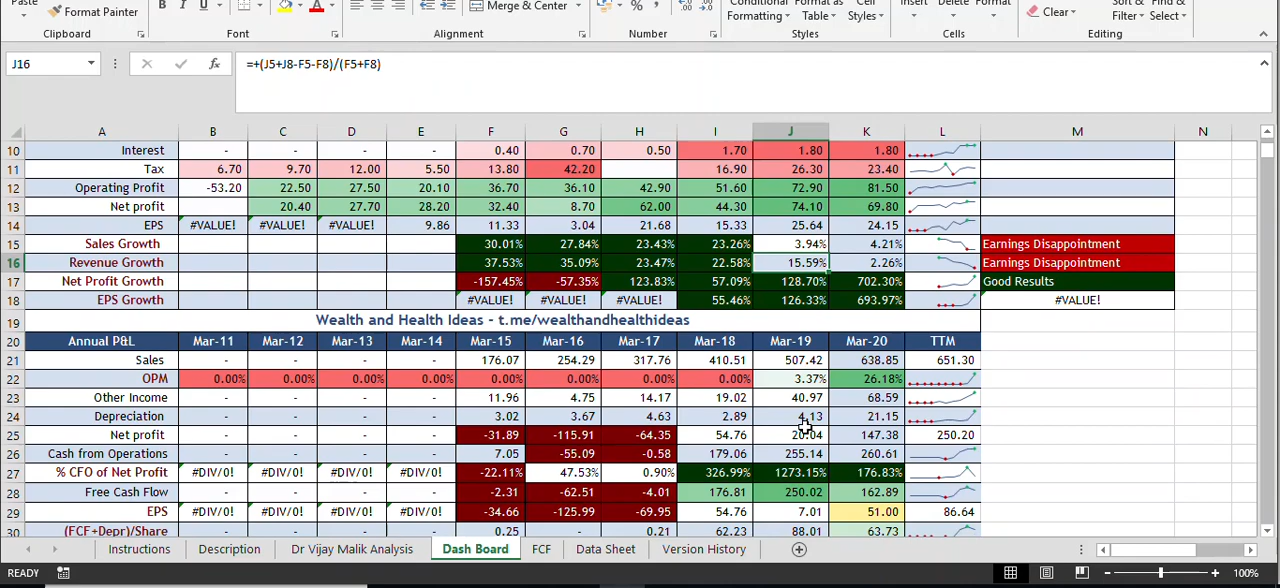 Paste Format Painter B I U A Merge & Center % Conditional Format as Cell Insert Delete Format Clear Sort & Find &
Formatting Table Styles Filter Select
Clipboard Font Alignment Number Styles Cells Editing
J16 fx =+(J5+J8-F5-F8)/(F5+F8)
A B C D E F G H I J K L M N
10 Interest - - - - 0.40 0.70 0.50 1.70 1.80 1.80
11 Tax 6.70 9.70 12.00 5.50 13.80 42.20 16.90 26.30 23.40
12 Operating Profit -53.20 22.50 27.50 20.10 36.70 36.10 42.90 51.60 72.90 81.50
13 Net profit 20.40 27.70 28.20 32.40 8.70 62.00 44.30 74.10 69.80
14 EPS #VALUE! #VALUE! #VALUE! 9.86 11.33 3.04 21.68 15.33 25.64 24.15
15 Sales Growth 30.01% 27.84% 23.43% 23.26% 3.94% 4.21% Earnings Disappointment
16 Revenue Growth 37.53% 35.09% 23.47% 22.58% 15.59% 2.26% Earnings Disappointment
17 Net Profit Growth -157.45% -57.35% 123.83% 57.09% 128.70% 702.30% Good Results
18 EPS Growth #VALUE! #VALUE! #VALUE! 55.46% 126.33% 693.97% #VALUE!
19 Wealth and Health Ideas - t.me/wealthandhealthideas
20 Annual P&L Mar-11 Mar-12 Mar-13 Mar-14 Mar-15 Mar-16 Mar-17 Mar-18 Mar-19 Mar-20 TTM
21 Sales - - - - 176.07 254.29 317.76 410.51 507.42 638.85 651.30
22 OPM 0.00% 0.00% 0.00% 0.00% 0.00% 0.00% 0.00% 0.00% 3.37% 26.18%
23 Other Income - - - - 11.96 4.75 14.17 19.02 40.97 68.59
24 Depreciation - - - - 3.02 3.67 4.63 2.89 4.13 21.15
25 Net profit - - - - -31.89 -115.91 -64.35 54.76 20.04 147.38 250.20
26 Cash from Operations - - - - 7.05 -55.09 -0.58 179.06 255.14 260.61
27 % CFO of Net Profit #DIV/0! #DIV/0! #DIV/0! #DIV/0! -22.11% 47.53% 0.90% 326.99% 1273.15% 176.83%
28 Free Cash Flow - - - - -2.31 -62.51 -4.01 176.81 250.02 162.89
29 EPS #DIV/0! #DIV/0! #DIV/0! #DIV/0! -34.66 -125.99 -69.95 54.76 7.01 51.00 86.64
30 (FCF+Depr)/Share - - - - 0.25 - 0.21 62.23 88.01 63.73
Instructions Description Dr Vijay Malik Analysis Dash Board FCF Data Sheet Version History
READY 100%